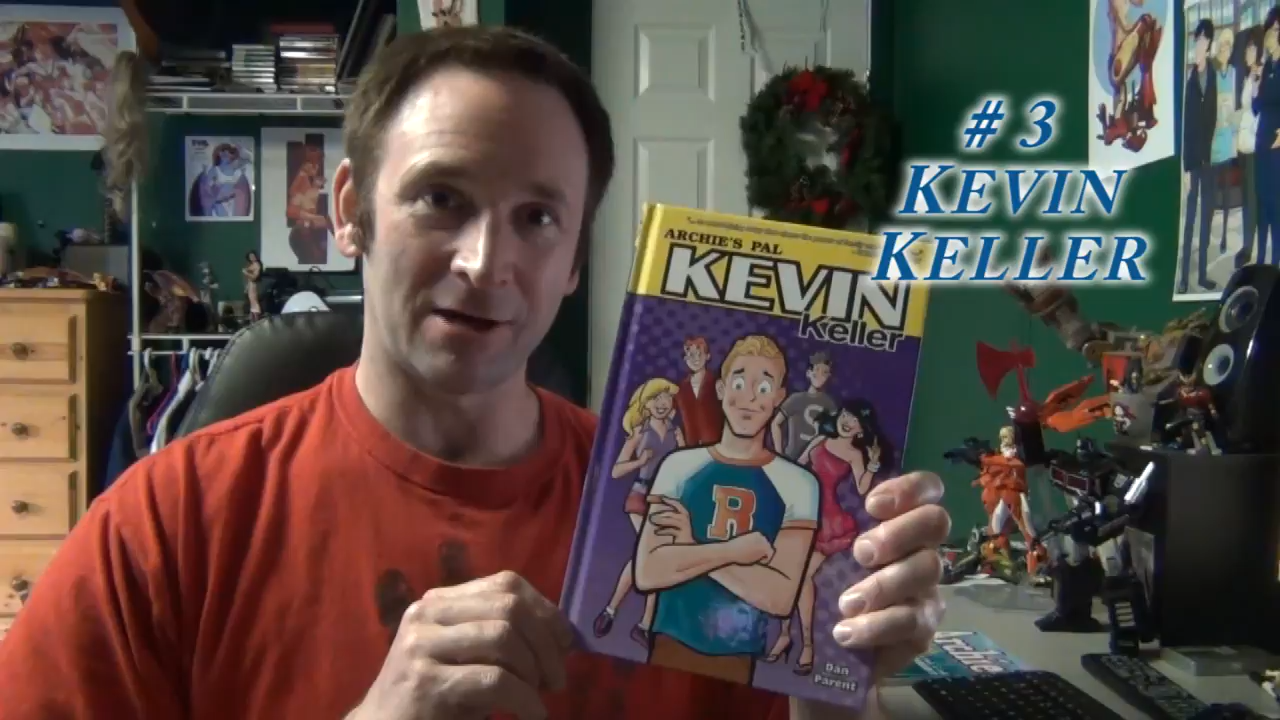 # 3
KEVIN
KELLER
ARCHIE'S PAL
KEVIN
Keller
R
S
Dan
Parent
Archie